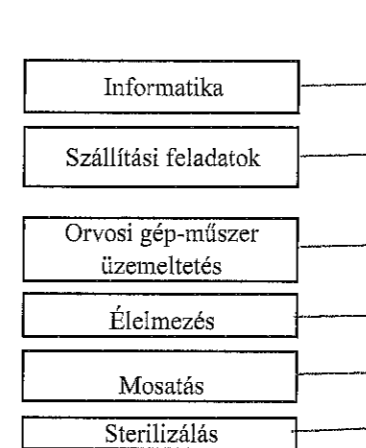 Informatika
Szállítási feladatok
Orvosi gép-műszer
üzemeltetés
Élelmezés
Mosatás
Sterilizálás